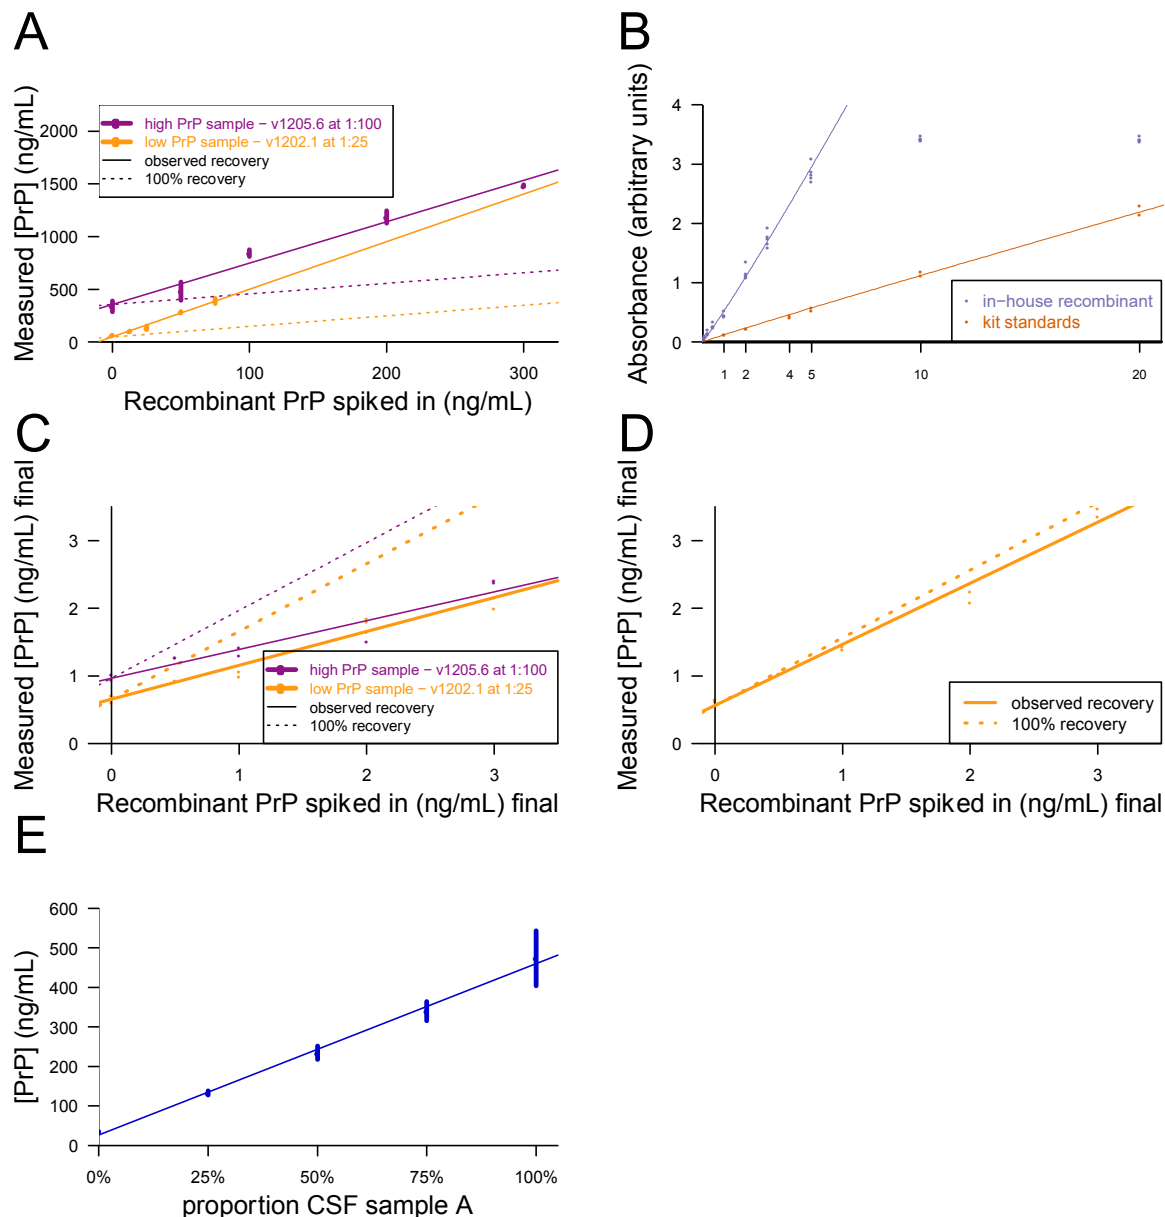 A
Measured [PrP] (ng/mL)
2000
1500
1000
500
0
high PrP sample − v1205.6 at 1:100
low PrP sample − v1202.1 at 1:25
observed recovery
100% recovery
0 100 200 300
Recombinant PrP spiked in (ng/mL)
B
Absorbance (arbitrary units)
4
3
2
1
0
in−house recombinant
kit standards
1 2 4 5 10 20
C
Measured [PrP] (ng/mL) final
3
2
1
0
high PrP sample − v1205.6 at 1:100
low PrP sample − v1202.1 at 1:25
observed recovery
100% recovery
0 1 2 3
Recombinant PrP spiked in (ng/mL) final
D
Measured [PrP] (ng/mL) final
3
2
1
0
observed recovery
100% recovery
0 1 2 3
Recombinant PrP spiked in (ng/mL) final
E
[PrP] (ng/mL)
600
500
400
300
200
100
0
0% 25% 50% 75% 100%
proportion CSF sample A